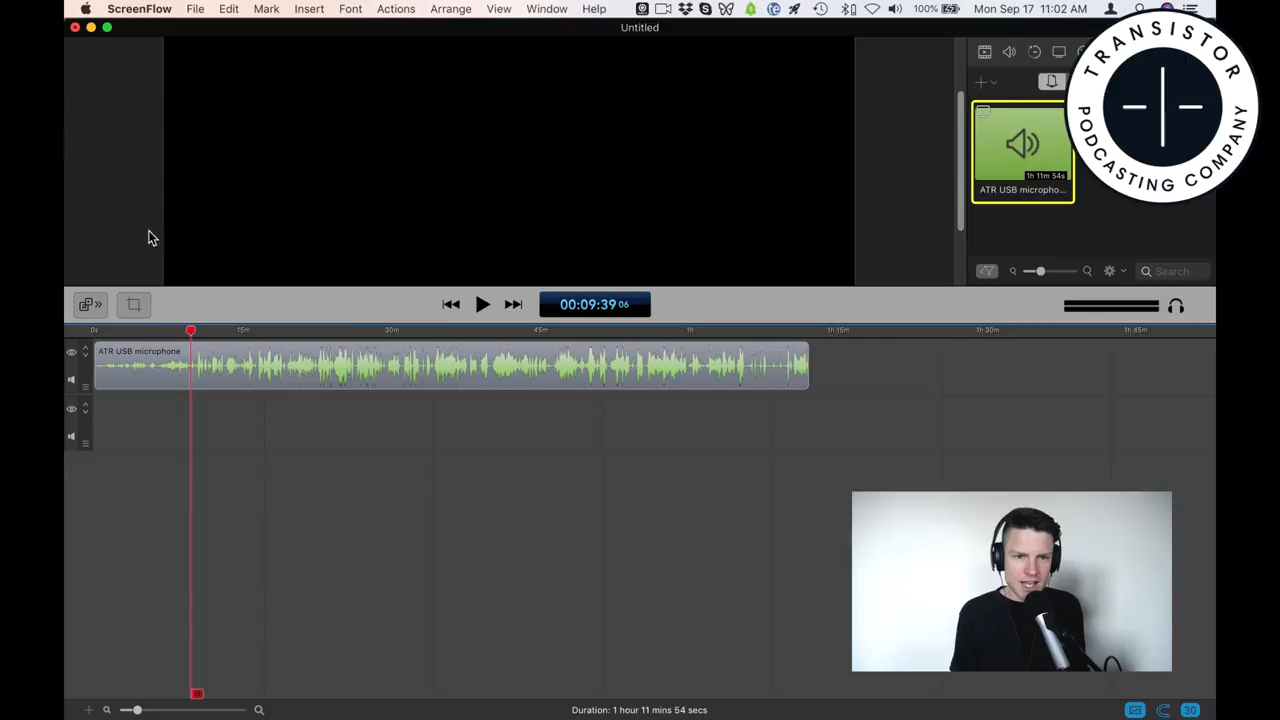 ScreenFlow File Edit Mark Insert Font Actions Arrange View Window Help 100% Mon Sep 17 11:02 AM
Untitled
TRANSISTOR
PODCASTING COMPANY
1h 11m 54s
ATR USB micropho...
Search
00:09:39 06
0s 15m 30m 45m 1h 1h 15m 1h 30m 1h 45m
ATR USB microphone
Duration: 1 hour 11 mins 54 secs
30